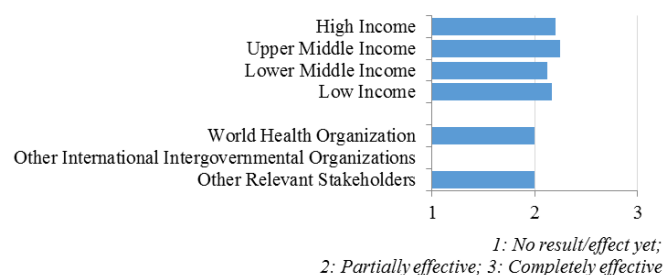 High Income
Upper Middle Income
Lower Middle Income
Low Income
World Health Organization
Other International Intergovernmental Organizations
Other Relevant Stakeholders
1 2 3
1: No result/effect yet;
2: Partially effective; 3: Completely effective